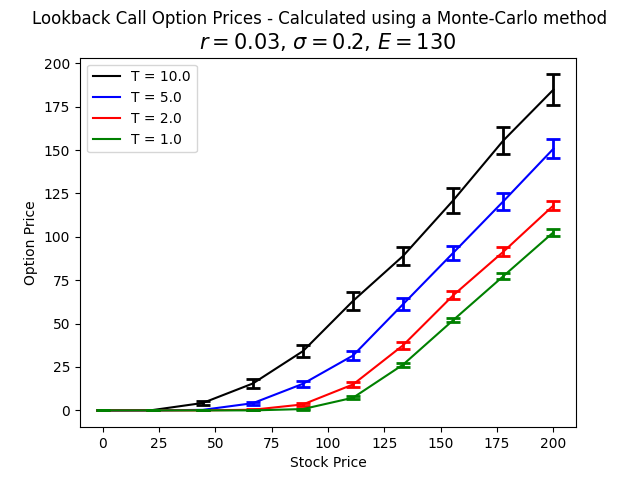 Lookback Call Option Prices - Calculated using a Monte-Carlo method
r = 0.03, σ = 0.2, E = 130
200
175
150
125
100
75
50
25
0
Option Price
T = 10.0
T = 5.0
T = 2.0
T = 1.0
0 25 50 75 100 125 150 175 200
Stock Price